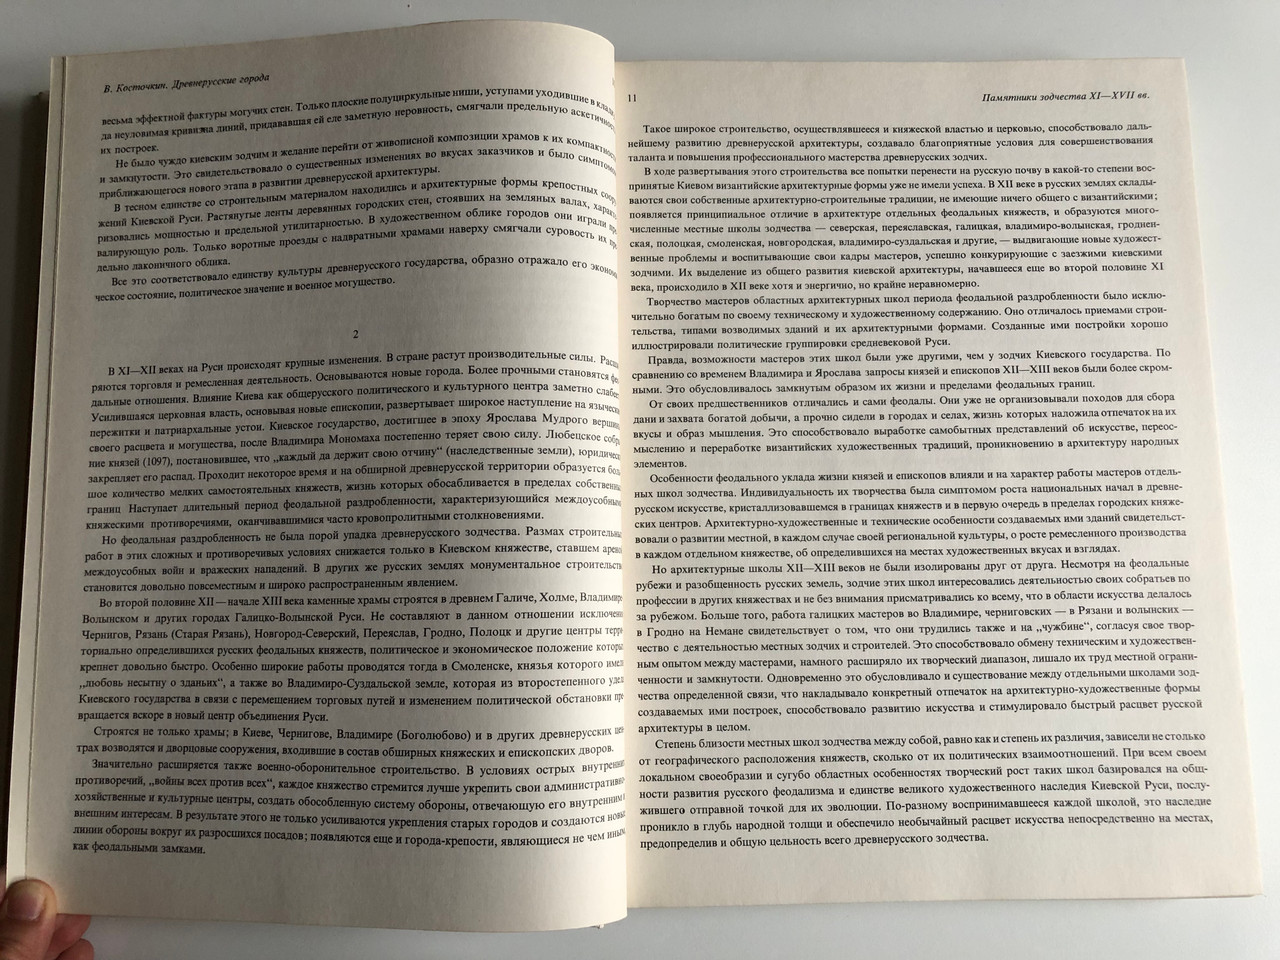 В. Косточкин. Древнерусские города
весьма эффектной фактуры могучих стен. Только плоские полуциркульные ниши, уступами уходившие в клад
да неуловимая кривизна линий, придававшая ей еле заметную неровность, смягчали предельную аскетичнос
их построек.
Не было чуждо киевским зодчим и желание перейти от живописной композиции храмов к их компактнос
и замкнутости. Это свидетельствовало о существенных изменениях во вкусах заказчиков и было симптом
приближающегося нового этапа в развитии древнерусской архитектуры.
В тесном единстве со строительным материалом находились и архитектурные формы крепостных соор
жений Киевской Руси. Растянутые ленты деревянных городских стен, стоявших на земляных валах, харак
ризовались мощностью и предельной утилитарностью. В художественном облике городов они играли пр
валирующую роль. Только воротные проезды с надвратными храмами наверху смягчали суровость их пр
дельно лаконичного облика.
Все это соответствовало единству культуры древнерусского государства, образно отражало его эконо
ческое состояние, политическое значение и военное могущество.
2
В XI—XII веках на Руси происходят крупные изменения. В стране растут производительные силы. Расш
ряются торговля и ремесленная деятельность. Основываются новые города. Более прочными становятся фе
дальные отношения. Влияние Киева как общерусского политического и культурного центра заметно слабе
Усилившаяся церковная власть, основывая новые епископии, развертывает широкое наступление на язычес
пережитки и патриархальные устои. Киевское государство, достигшее в эпоху Ярослава Мудрого верши
своего расцвета и могущества, после Владимира Мономаха постепенно теряет свою силу. Любецское собр
ние князей (1097), постановившее, что „каждый да держит свою отчину“ (наследственные земли), юридичес
закрепляет его распад. Проходит некоторое время и на обширной древнерусской территории образуется бол
шое количество мелких самостоятельных княжеств, жизнь которых обосабливается в пределах собственн
границ Наступает длительный период феодальной раздробленности, характеризующийся междоусобным
княжескими противоречиями, оканчивавшимися часто кровопролитными столкновениями.
Но феодальная раздробленность не была порой упадка древнерусского зодчества. Размах строительн
работ в этих сложных и противоречивых условиях снижается только в Киевском княжестве, ставшем арено
междоусобных войн и вражеских нападений. В других же русских землях монументальное строительств
становится довольно повсеместным и широко распространенным явлением.
Во второй половине XII — начале XIII века каменные храмы строятся в древнем Галиче, Холме, Владимире
Волынском и других городах Галицко-Волынской Руси. Не составляют в данном отношении исключен
Чернигов, Рязань (Старая Рязань), Новгород-Северский, Переяслав, Гродно, Полоцк и другие центры терри
ториально определившихся русских феодальных княжеств, политическое и экономическое положение которы
крепнет довольно быстро. Особенно широкие работы проводятся тогда в Смоленске, князья которого имел
„любовь несытну о зданьих“, а также во Владимиро-Суздальской земле, которая из второстепенного удел
Киевского государства в связи с перемещением торговых путей и изменением политической обстановки пре
вращается вскоре в новый центр объединения Руси.
Строятся не только храмы; в Киеве, Чернигове, Владимире (Боголюбово) и в других древнерусских цен
трах возводятся и дворцовые сооружения, входившие в состав обширных княжеских и епископских дворов.
Значительно расширяется также военно-оборонительное строительство. В условиях острых внутренни
противоречий, „войны всех против всех“, каждое княжество стремится лучше укрепить свои административно
хозяйственные и культурные центры, создать обособленную систему обороны, отвечающую его внутренним и
внешним интересам. В результате этого не только усиливаются укрепления старых городов и создаются новы
линии обороны вокруг их разросшихся посадов; появляются еще и города-крепости, являющиеся не чем иным
как феодальными замками.
11
Памятники зодчества XI—XVII вв.
Такое широкое строительство, осуществлявшееся и княжеской властью и церковью, способствовало даль-
нейшему развитию древнерусской архитектуры, создавало благоприятные условия для совершенствования
таланта и повышения профессионального мастерства древнерусских зодчих.
В ходе развертывания этого строительства все попытки перенести на русскую почву в какой-то степени вос-
принятые Киевом византийские архитектурные формы уже не имели успеха. В XII веке в русских землях склады-
ваются свои собственные архитектурно-строительные традиции, не имеющие ничего общего с византийскими;
появляется принципиальное отличие в архитектуре отдельных феодальных княжеств, и образуются много-
численные местные школы зодчества — северская, переяславская, галицкая, владимиро-волынская, гроднен-
ская, полоцкая, смоленская, новгородская, владимиро-суздальская и другие, — выдвигающие новые художест-
венные проблемы и воспитывающие свои кадры мастеров, успешно конкурирующие с заезжими киевскими
зодчими. Их выделение из общего развития киевской архитектуры, начавшееся еще во второй половине XI
века, происходило в XII веке хотя и энергично, но крайне неравномерно.
Творчество мастеров областных архитектурных школ периода феодальной раздробленности было исклю-
чительно богатым по своему техническому и художественному содержанию. Оно отличалось приемами строи-
тельства, типами возводимых зданий и их архитектурными формами. Созданные ими постройки хорошо
иллюстрировали политические группировки средневековой Руси.
Правда, возможности мастеров этих школ были уже другими, чем у зодчих Киевского государства. По
сравнению со временем Владимира и Ярослава запросы князей и епископов XII—XIII веков были более скром-
ными. Это обусловливалось замкнутым образом их жизни и пределами феодальных границ.
От своих предшественников отличались и сами феодалы. Они уже не организовывали походов для сбора
дани и захвата богатой добычи, а прочно сидели в городах и селах, жизнь которых наложила отпечаток на их
вкусы и образ мышления. Это способствовало выработке самобытных представлений об искусстве, переос-
мыслению и переработке византийских художественных традиций, проникновению в архитектуру народных
элементов.
Особенности феодального уклада жизни князей и епископов влияли и на характер работы мастеров отдель-
ных школ зодчества. Индивидуальность их творчества была симптомом роста национальных начал в древне-
русском искусстве, кристаллизовавшемся в границах княжеств и в первую очередь в пределах городских княже-
ских центров. Архитектурно-художественные и технические особенности создаваемых ими зданий свидетельст-
вовали о развитии местной, в каждом случае своей региональной культуры, о росте ремесленного производства
в каждом отдельном княжестве, об определившихся на местах художественных вкусах и взглядах.
Но архитектурные школы XII—XIII веков не были изолированы друг от друга. Несмотря на феодальные
рубежи и разобщенность русских земель, зодчие этих школ интересовались деятельностью своих собратьев по
профессии в других княжествах и не без внимания присматривались ко всему, что в области искусства делалось
за рубежом. Больше того, работа галицких мастеров во Владимире, черниговских — в Рязани и волынских —
в Гродно на Немане свидетельствует о том, что они трудились также и на „чужбине“, согласуя свое твор-
чество с деятельностью местных зодчих и строителей. Это способствовало обмену техническим и художествен-
ным опытом между мастерами, намного расширяло их творческий диапазон, лишало их труд местной ограни-
ченности и замкнутости. Одновременно это обусловливало и существование между отдельными школами зод-
чества определенной связи, что накладывало конкретный отпечаток на архитектурно-художественные формы
создаваемых ими построек, способствовало развитию искусства и стимулировало быстрый расцвет русской
архитектуры в целом.
Степень близости местных школ зодчества между собой, равно как и степень их различия, зависели не столько
от географического расположения княжеств, сколько от их политических взаимоотношений. При всем своем
локальном своеобразии и сугубо областных особенностях творческий рост таких школ базировался на общ-
ности развития русского феодализма и единстве великого художественного наследия Киевской Руси, послу-
жившего отправной точкой для их эволюции. По-разному воспринимавшееся каждой школой, это наследие
проникло в глубь народной толщи и обеспечило необычайный расцвет искусства непосредственно на местах,
предопределив и общую цельность всего древнерусского зодчества.